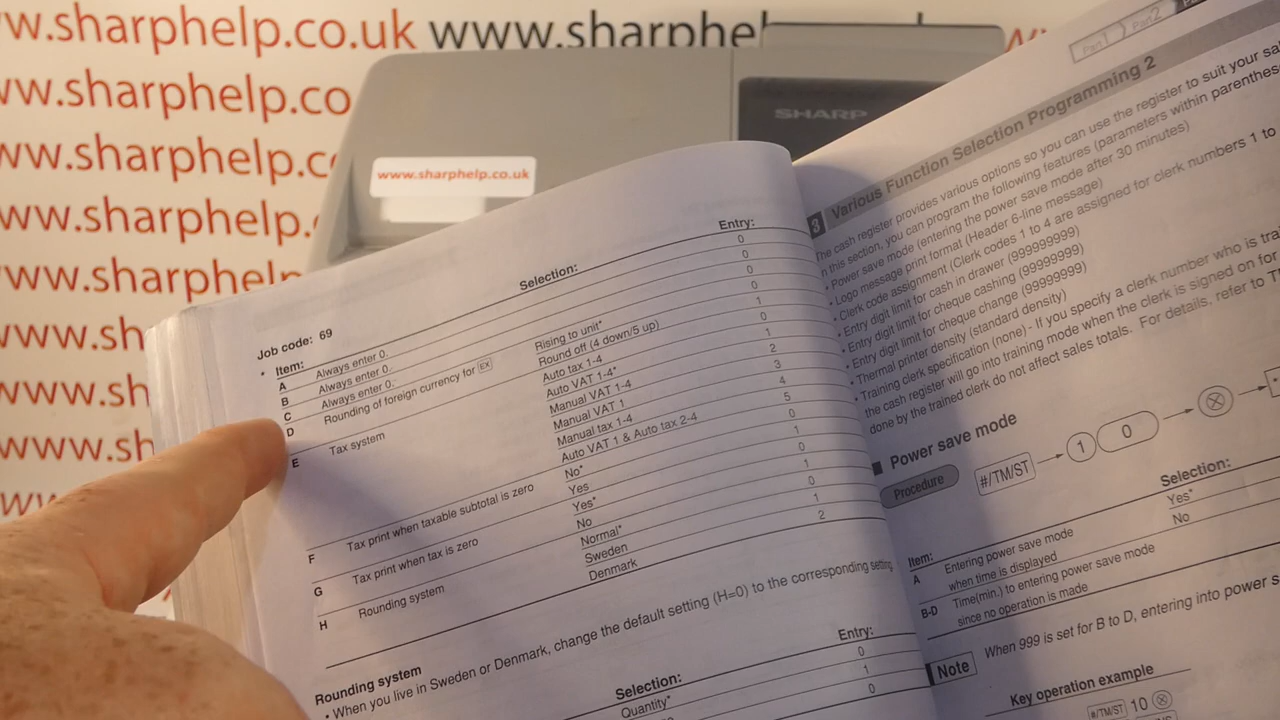 w.sharphelp.co.uk www.sharphel
ww.sharphelp.co
ww.sharphelp.c
ww.sharphelp.
ww.sharphelp
www.sharphe
www.sharph
www.sharp
www
SHARP
www.sharphelp.co.uk
Job code: 69
• Item: Selection: Entry:
A Always enter 0. 0
B Always enter 0. 0
C Always enter 0. 0
D Rounding of foreign currency for EX Rising to unit* 0
Round off (4 down/5 up) 1
E Tax system Auto tax 1-4 0
Auto VAT 1-4* 1
Manual VAT 1-4 2
Manual VAT 1 3
Manual tax 1-4 4
Auto VAT 1 & Auto tax 2-4 5
F Tax print when taxable subtotal is zero No* 0
Yes 1
G Tax print when tax is zero Yes* 0
No 1
H Rounding system Normal* 0
Sweden 1
Denmark 2
Rounding system
• When you live in Sweden or Denmark, change the default setting (H=0) to the corresponding setting.
Selection: Entry:
Quantity* 0
1
0
Part1 Part2
3 Various Function Selection Programming 2
The cash register provides various options so you can use the register to suit your
in this section, you can program the following features (parameters within
• Power save mode (entering the power save mode after 30 minutes)
• Logo message print format (Header 6-line message)
• Clerk code assignment (Clerk codes 1 to 4 are assigned for clerk numbers 1 to
• Entry digit limit for cash in drawer (999999999)
• Entry digit limit for cheque cashing (99999999)
• Entry digit limit for cheque change (99999999)
• Thermal printer density (standard density)
• Training clerk specification (none) - If you specify a clerk number who is
the cash register will go into training mode when the clerk is signed on for
done by the trained clerk do not affect sales totals. For details, refer to
■ Power save mode
Procedure #/TM/ST → 1 0 → ⊗ →
Item: Selection:
A Entering power save mode Yes*
when time is displayed No
B-D Time(min.) to entering power save mode
since no operation is made
Note When 999 is set for B to D, entering into power
Key operation example
#/TM/ST 10 ⊗